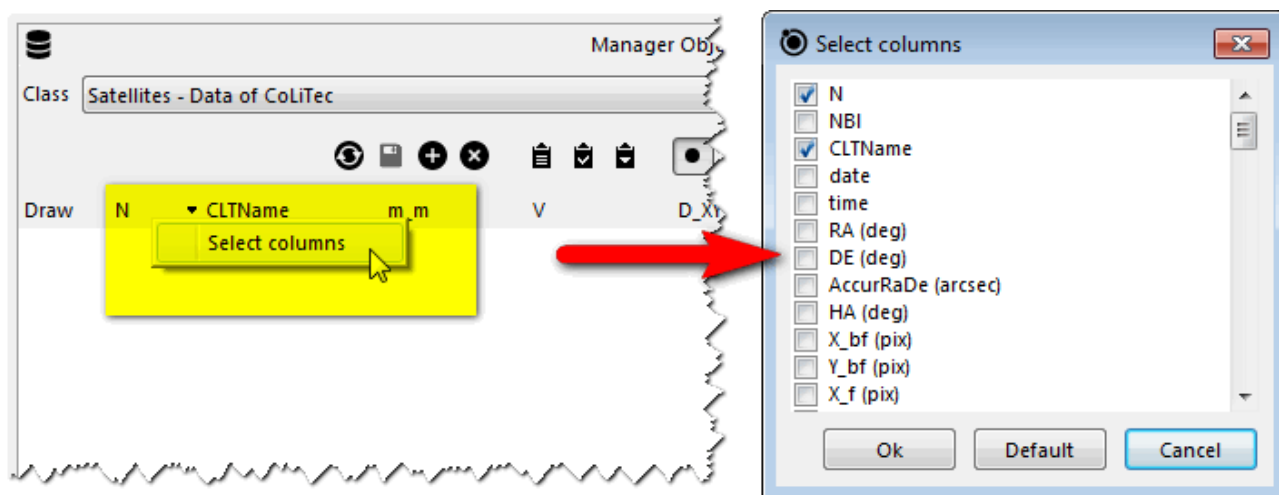 Manager Obj
Class Satellites - Data of CoLiTec
Draw N CLTName m_m V D_X
Select columns
Select columns
N
NBI
CLTName
date
time
RA (deg)
DE (deg)
AccurRaDe (arcsec)
HA (deg)
X_bf (pix)
Y_bf (pix)
X_f (pix)
Ok Default Cancel